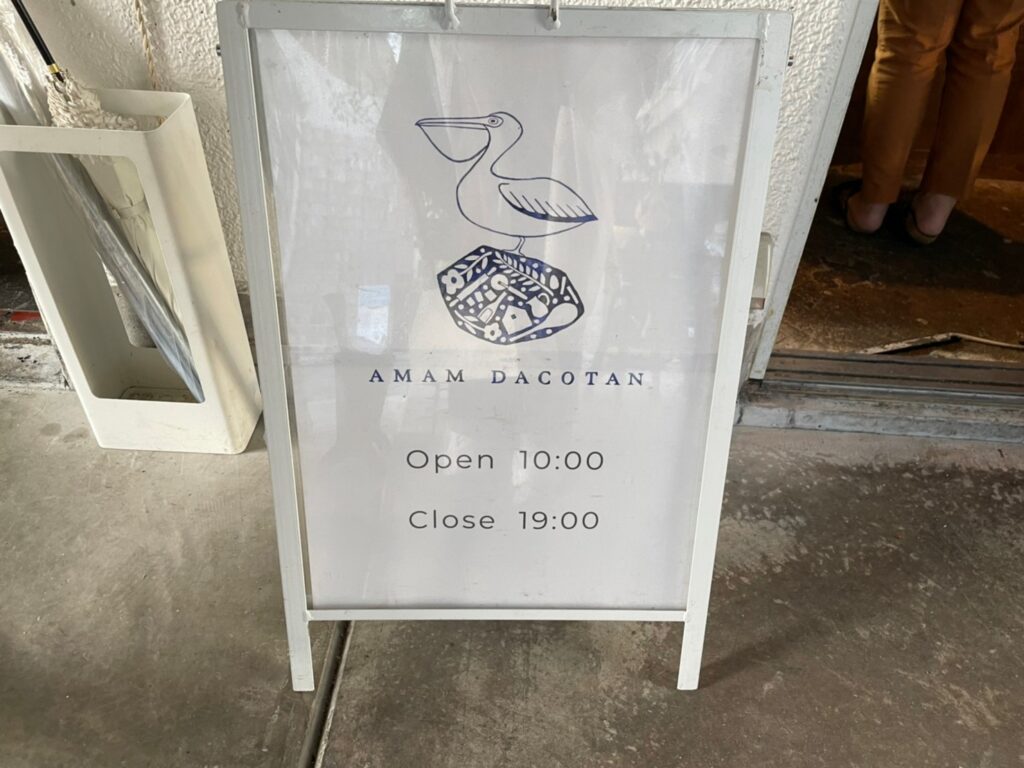 AMAM DACOTAN
Open 10:00
Close 19:00